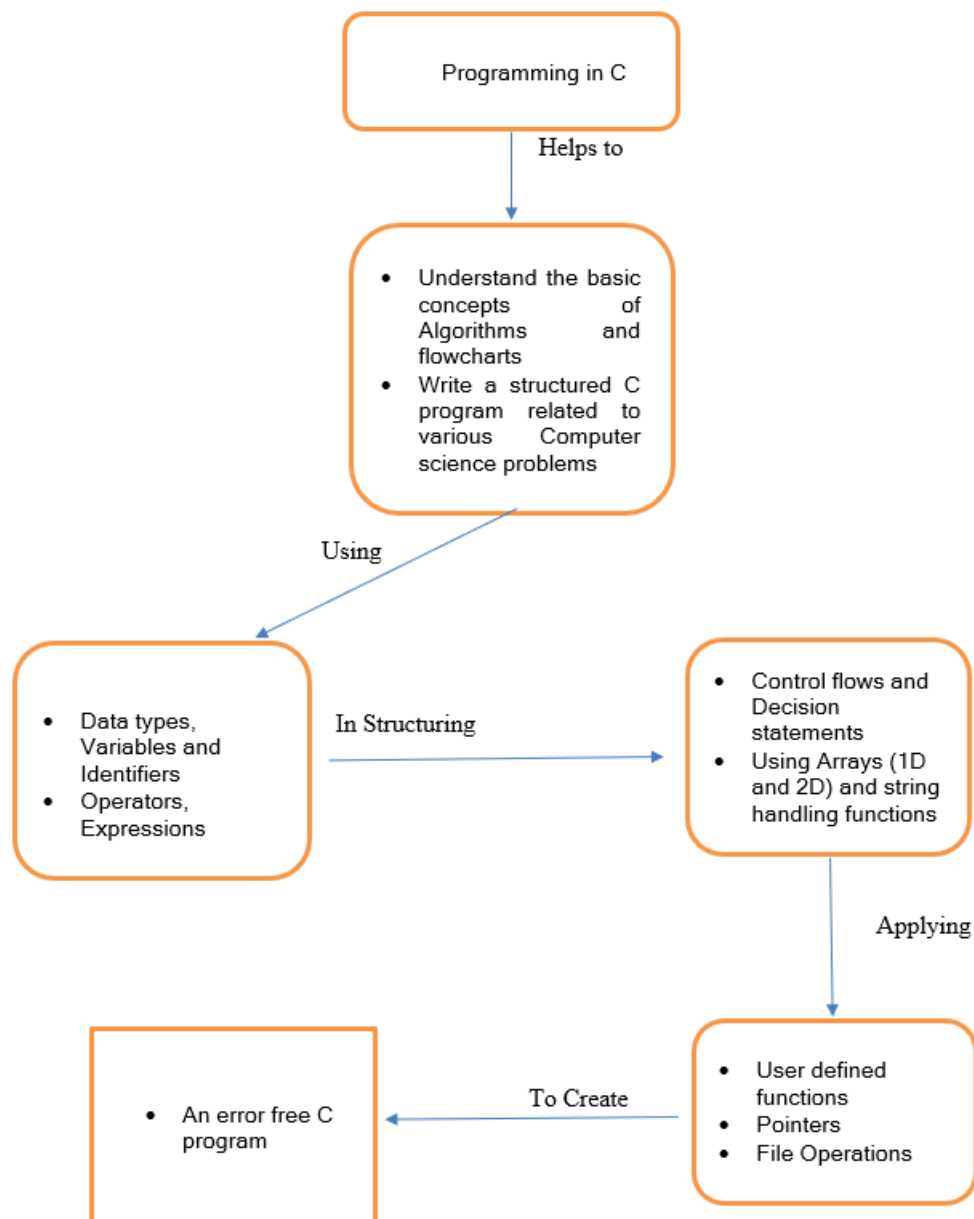 Programming in C
Helps to
• Understand the basic
concepts of
Algorithms and
flowcharts
• Write a structured C
program related to
various Computer
science problems
Using
• Data types,
Variables and
Identifiers
• Operators,
Expressions
In Structuring
• Control flows and
Decision
statements
• Using Arrays (1D
and 2D) and string
handling functions
Applying
• User defined
functions
• Pointers
• File Operations
To Create
• An error free C
program